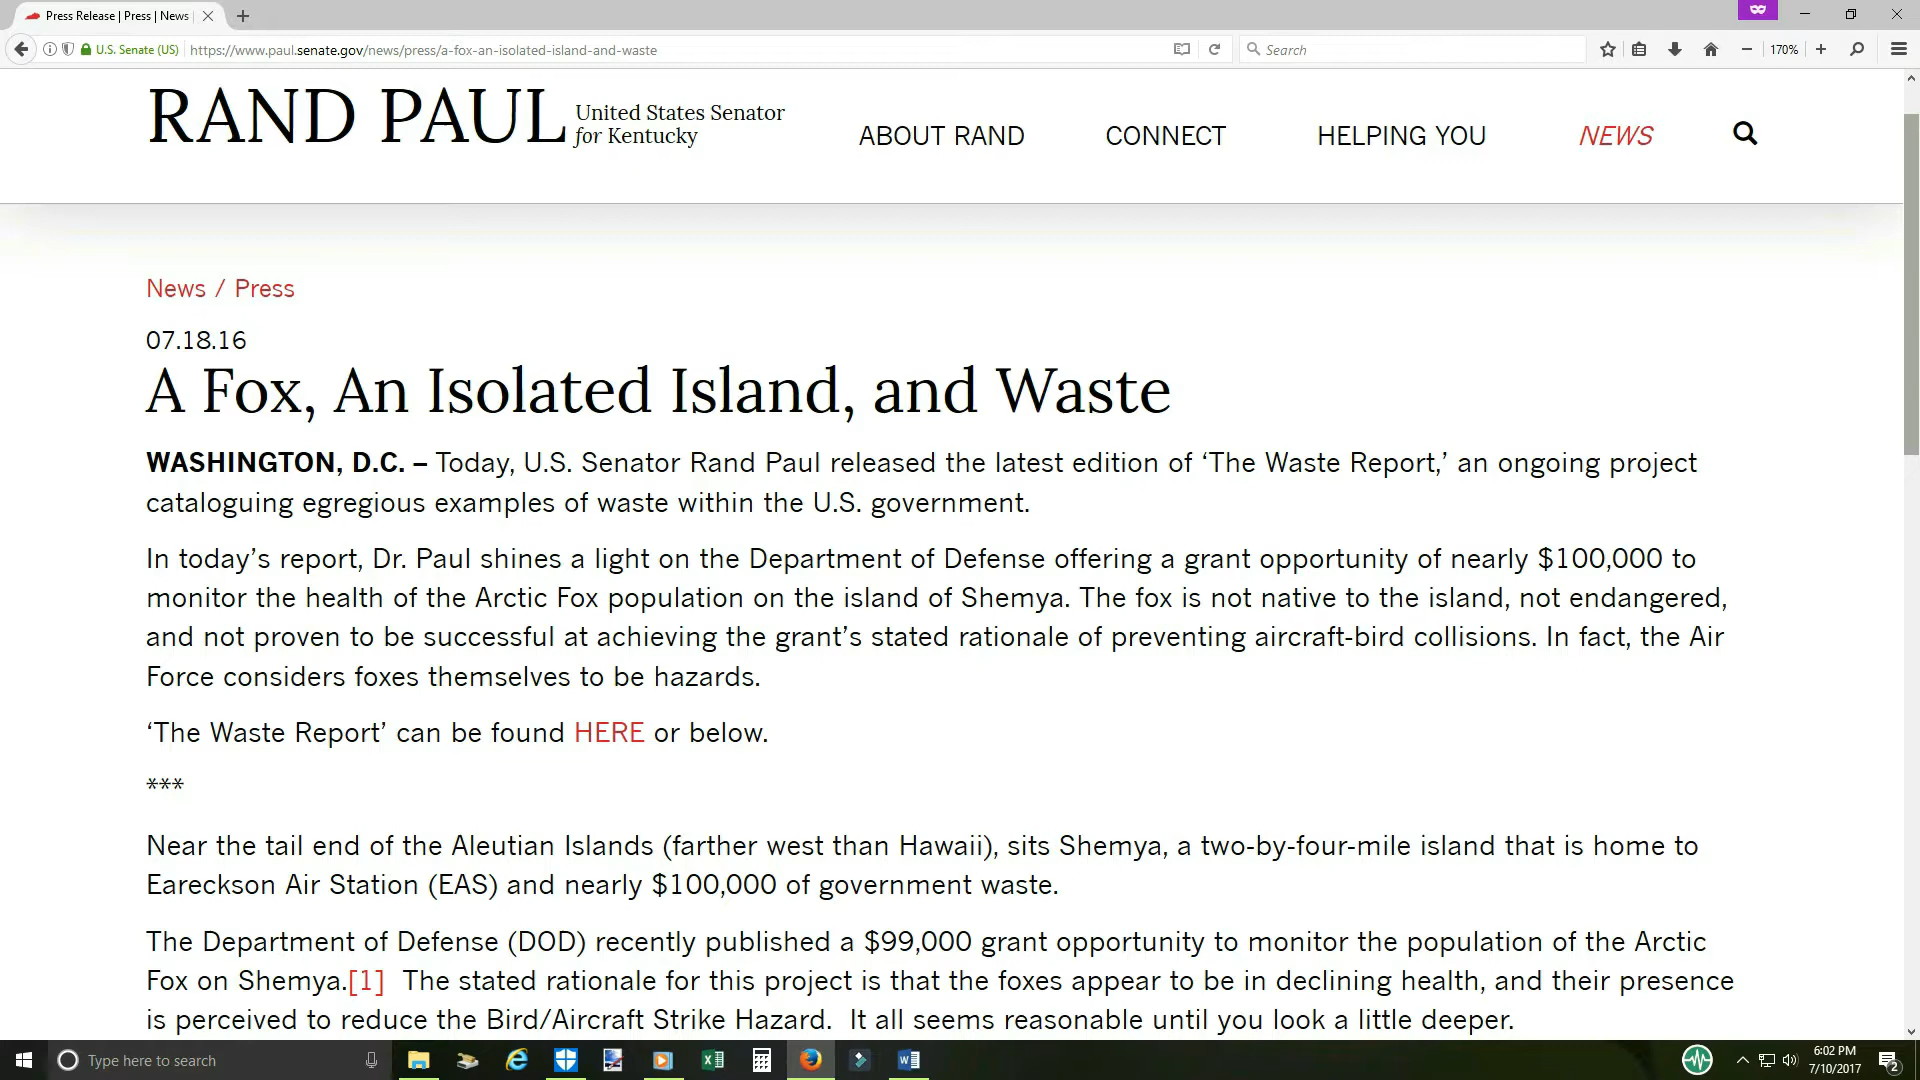 Press Release | Press | News
U.S. Senate (US)
https://www.paul.senate.gov/news/press/a-fox-an-isolated-island-and-waste
Search
170%
RAND PAUL
United States Senator
for Kentucky
ABOUT RAND
CONNECT
HELPING YOU
NEWS
News / Press
07.18.16
A Fox, An Isolated Island, and Waste
WASHINGTON, D.C. – Today, U.S. Senator Rand Paul released the latest edition of ‘The Waste Report,’ an ongoing project
cataloguing egregious examples of waste within the U.S. government.
In today’s report, Dr. Paul shines a light on the Department of Defense offering a grant opportunity of nearly $100,000 to
monitor the health of the Arctic Fox population on the island of Shemya. The fox is not native to the island, not endangered,
and not proven to be successful at achieving the grant’s stated rationale of preventing aircraft-bird collisions. In fact, the Air
Force considers foxes themselves to be hazards.
‘The Waste Report’ can be found HERE or below.
***
Near the tail end of the Aleutian Islands (farther west than Hawaii), sits Shemya, a two-by-four-mile island that is home to
Eareckson Air Station (EAS) and nearly $100,000 of government waste.
The Department of Defense (DOD) recently published a $99,000 grant opportunity to monitor the population of the Arctic
Fox on Shemya.[1] The stated rationale for this project is that the foxes appear to be in declining health, and their presence
is perceived to reduce the Bird/Aircraft Strike Hazard. It all seems reasonable until you look a little deeper.
Type here to search
6:02 PM
7/10/2017
2